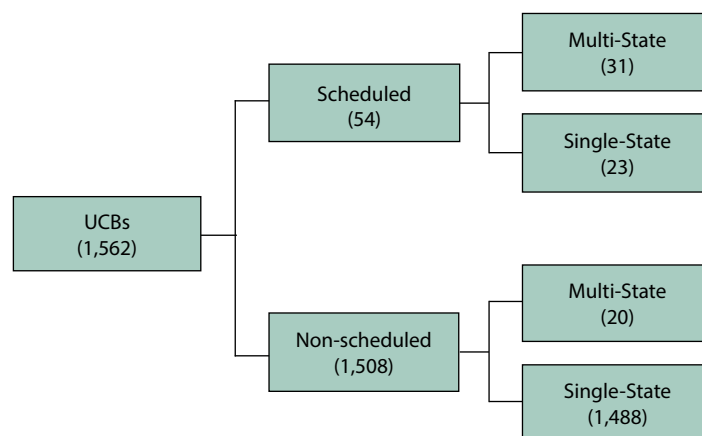 UCBs
(1,562)
Scheduled
(54)
Multi-State
(31)
Single-State
(23)
Non-scheduled
(1,508)
Multi-State
(20)
Single-State
(1,488)